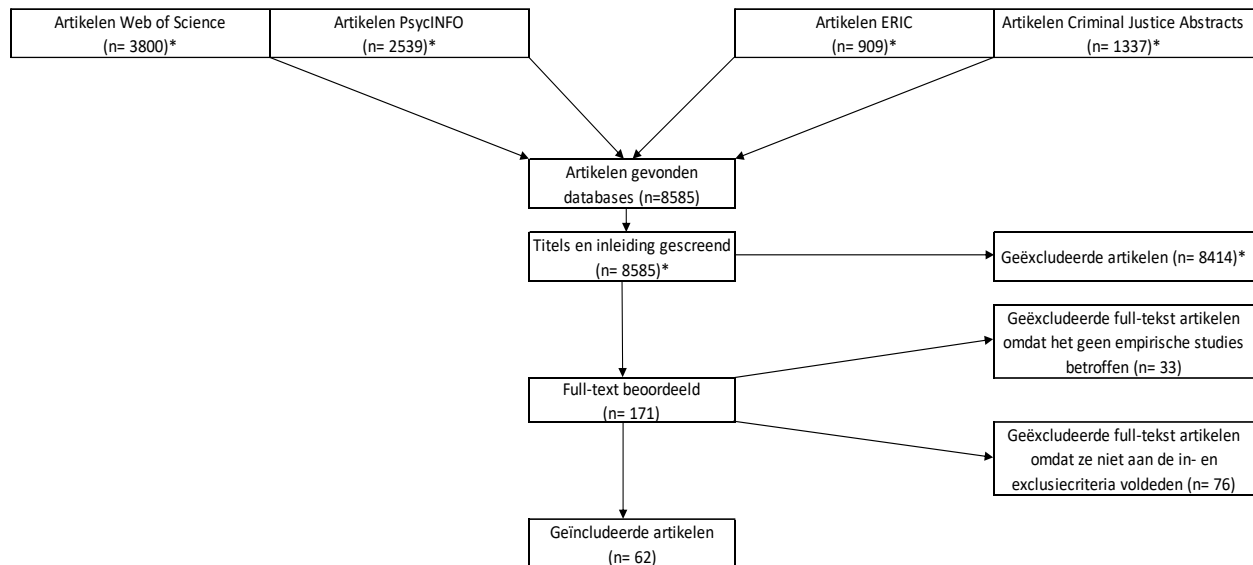 Artikelen Web of Science
(n= 3800)*
Artikelen PsycINFO
(n = 2539)*
Artikelen ERIC
(n= 909)*
Artikelen Criminal Justice Abstracts
(n= 1337)*
Artikelen gevonden
databases (n=8585)
Titels en inleiding gescreend
(n= 8585)*
Geëxcludeerde artikelen (n= 8414)*
Geëxcludeerde full-tekst artikelen
omdat het geen empirische studies
betroffen (n= 33)
Full-text beoordeeld
(n= 171)
Geëxcludeerde full-tekst artikelen
omdat ze niet aan de in- en
exclusiecriteria voldeden (n= 76)
Geïncludeerde artikelen
(n= 62)